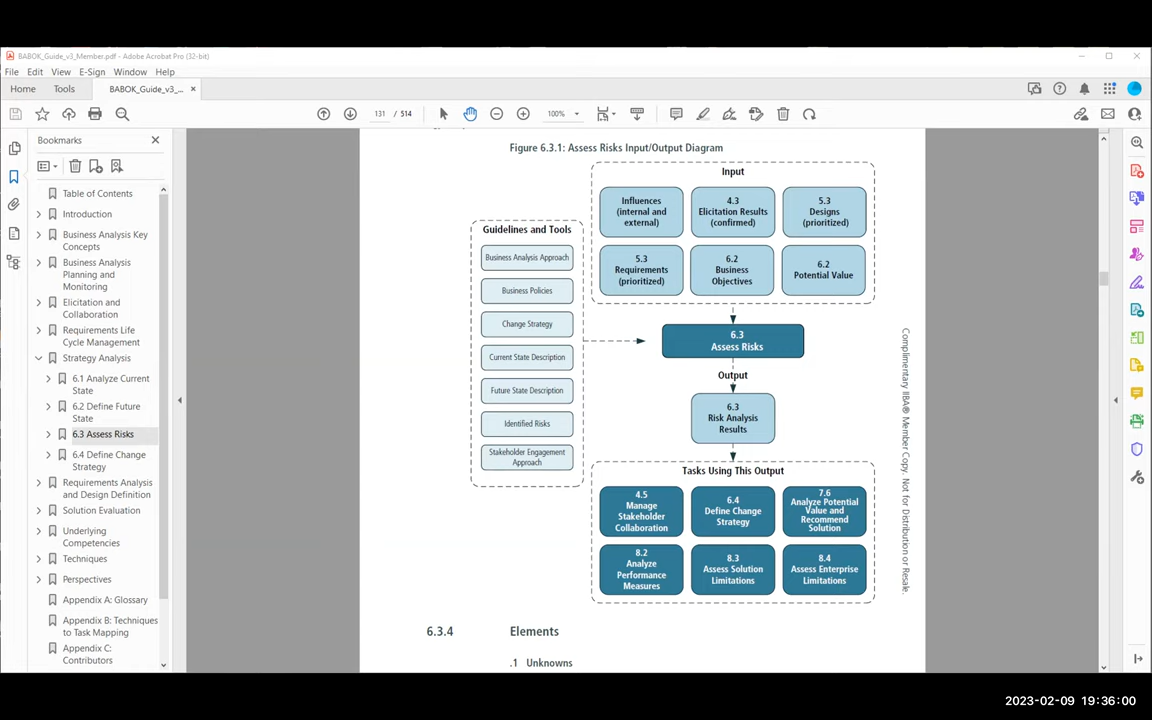 BABOK_Guide_v3_Member.pdf - Adobe Acrobat Pro (32-bit)
File Edit View E-Sign Window Help
Home Tools BABOK_Guide_v3_... ×
131 / 514
100%
Bookmarks
Table of Contents
Introduction
Business Analysis Key
Concepts
Business Analysis
Planning and
Monitoring
Elicitation and
Collaboration
Requirements Life
Cycle Management
Strategy Analysis
6.1 Analyze Current
State
6.2 Define Future
State
6.3 Assess Risks
6.4 Define Change
Strategy
Requirements Analysis
and Design Definition
Solution Evaluation
Underlying
Competencies
Techniques
Perspectives
Appendix A: Glossary
Appendix B: Techniques
to Task Mapping
Appendix C:
Contributors
Figure 6.3.1: Assess Risks Input/Output Diagram
Input
Influences
(internal and
external)
4.3
Elicitation Results
(confirmed)
5.3
Designs
(prioritized)
5.3
Requirements
(prioritized)
6.2
Business
Objectives
6.2
Potential Value
Guidelines and Tools
Business Analysis Approach
Business Policies
Change Strategy
Current State Description
Future State Description
Identified Risks
Stakeholder Engagement
Approach
6.3
Assess Risks
Output
6.3
Risk Analysis
Results
Tasks Using This Output
4.5
Manage
Stakeholder
Collaboration
6.4
Define Change
Strategy
7.6
Analyze Potential
Value and
Recommend
Solution
8.2
Analyze
Performance
Measures
8.3
Assess Solution
Limitations
8.4
Assess Enterprise
Limitations
Complimentary IIBA® Member Copy. Not for Distribution or Resale.
6.3.4 Elements
.1 Unknowns
2023-02-09 19:36:00